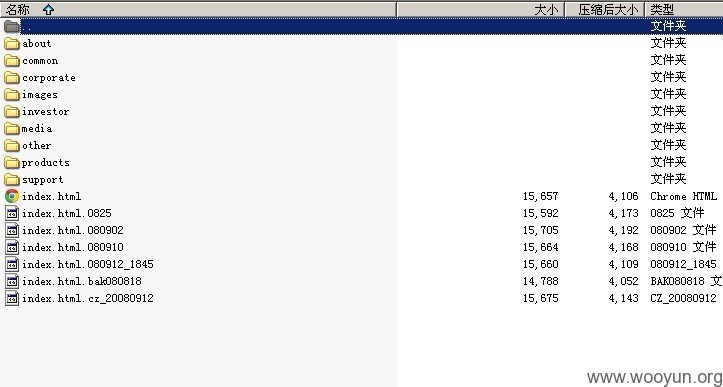 名称 大小 压缩后大小 类型
.. 文件夹
about 文件夹
common 文件夹
corporate 文件夹
images 文件夹
investor 文件夹
media 文件夹
other 文件夹
products 文件夹
support 文件夹
index.html 15,657 4,106 Chrome HTML
index.html.0825 15,592 4,173 0825 文件
index.html.080902 15,705 4,192 080902 文件
index.html.080910 15,664 4,168 080910 文件
index.html.080912_1845 15,660 4,109 080912_1845
index.html.bak080818 14,788 4,052 BAK080818 文
index.html.cz_20080912 15,675 4,143 CZ_20080912
www.wooyun.org